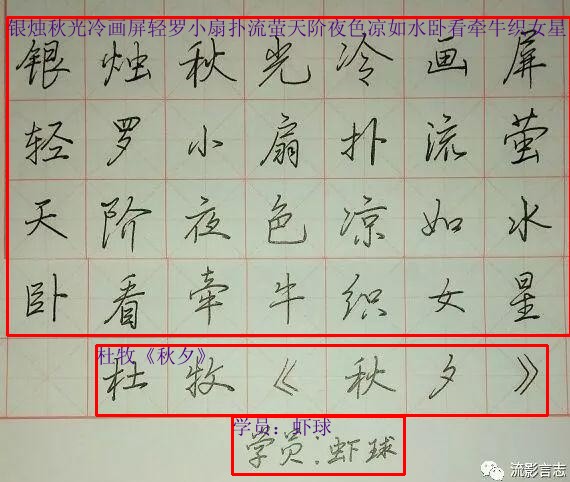 银烛秋光冷画屏轻罗小扇扑流萤天阶夜色凉如水卧看牵牛织女星
银烛秋光冷画屏
轻罗小扇扑流萤
天阶夜色凉如水
卧看牵牛织女星
杜牧《秋夕》
杜牧《秋夕》
学员：虾球
学员:虾球
流影言志